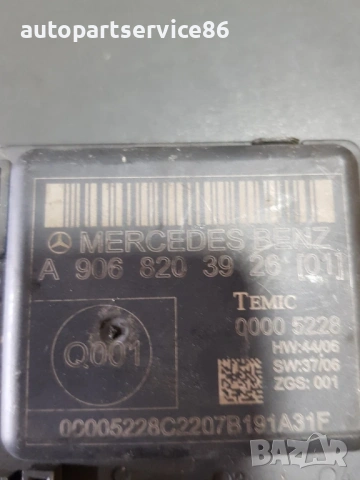 autopartservice86
MERCEDES BENZ
A 906 820 39 26 [01]
TEMIC
0000 5228
HW:44/06
SW:37/06
ZGS: 001
Q001
00005228C2207B191A31F
BAZAR